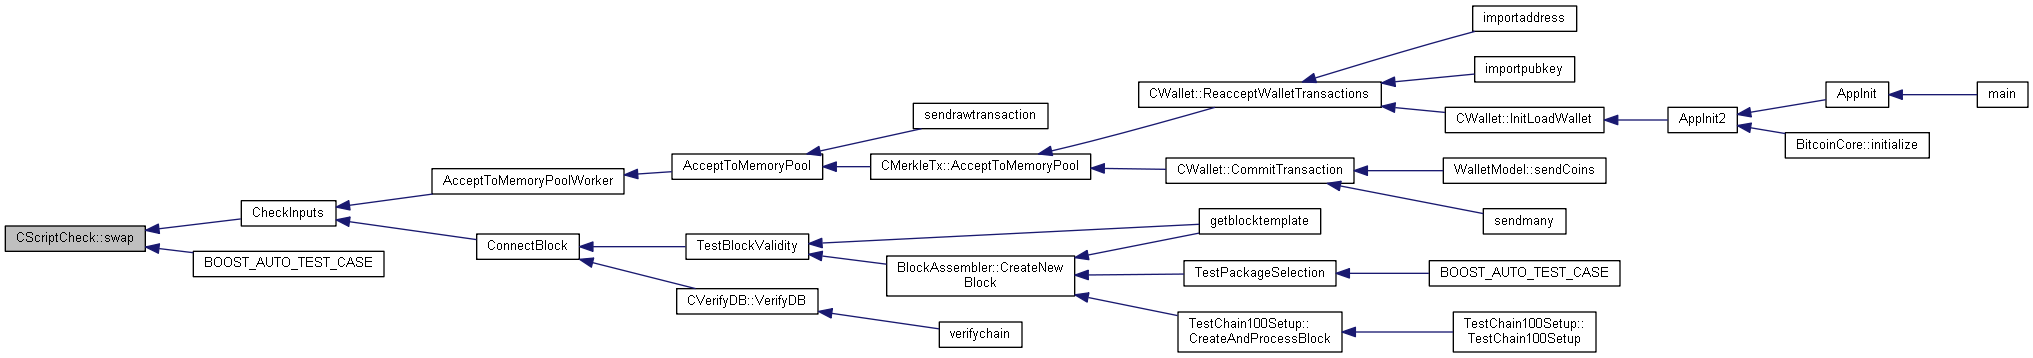 importaddress
importpubkey
CWallet::ReacceptWalletTransactions
AppInit
main
sendrawtransaction
CWallet::InitLoadWallet
AppInit2
BitcoinCore::initialize
AcceptToMemoryPool
CMerkleTx::AcceptToMemoryPool
CWallet::CommitTransaction
WalletModel::sendCoins
AcceptToMemoryPoolWorker
CheckInputs
getblocktemplate
sendmany
CScriptCheck::swap
ConnectBlock
TestBlockValidity
BOOST_AUTO_TEST_CASE
BlockAssembler::CreateNew
Block
TestPackageSelection
BOOST_AUTO_TEST_CASE
CVerifyDB::VerifyDB
verifychain
TestChain100Setup::
CreateAndProcessBlock
TestChain100Setup::
TestChain100Setup